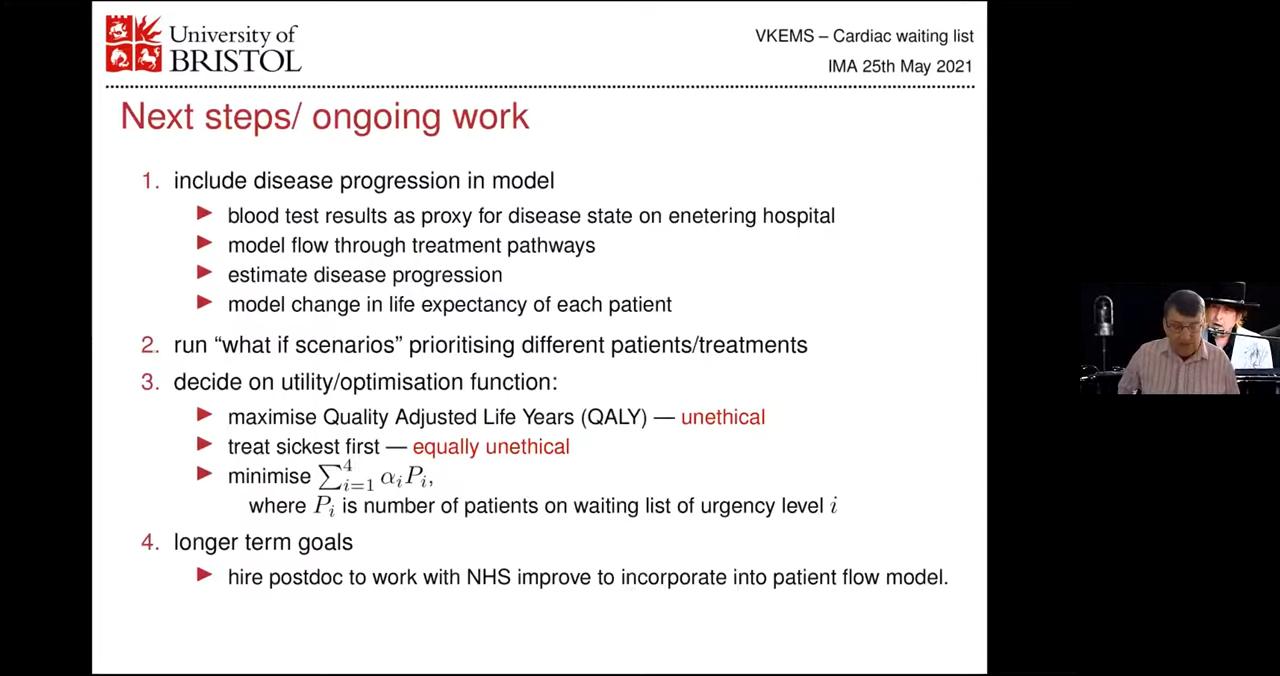 University of
BRISTOL
VKEMS – Cardiac waiting list
IMA 25th May 2021
Next steps/ ongoing work
1. include disease progression in model
▶ blood test results as proxy for disease state on enetering hospital
▶ model flow through treatment pathways
▶ estimate disease progression
▶ model change in life expectancy of each patient
2. run “what if scenarios” prioritising different patients/treatments
3. decide on utility/optimisation function:
▶ maximise Quality Adjusted Life Years (QALY) — unethical
▶ treat sickest first — equally unethical
▶ minimise ∑⁴ᵢ₌₁ αᵢPᵢ,
where Pᵢ is number of patients on waiting list of urgency level i
4. longer term goals
▶ hire postdoc to work with NHS improve to incorporate into patient flow model.